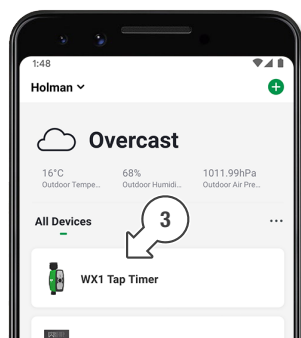 1:48
Holman
Overcast
16°C 68% 1011.99hPa
Outdoor Tempe... Outdoor Humidi... Outdoor Air Pre...
All Devices
3
WX1 Tap Timer